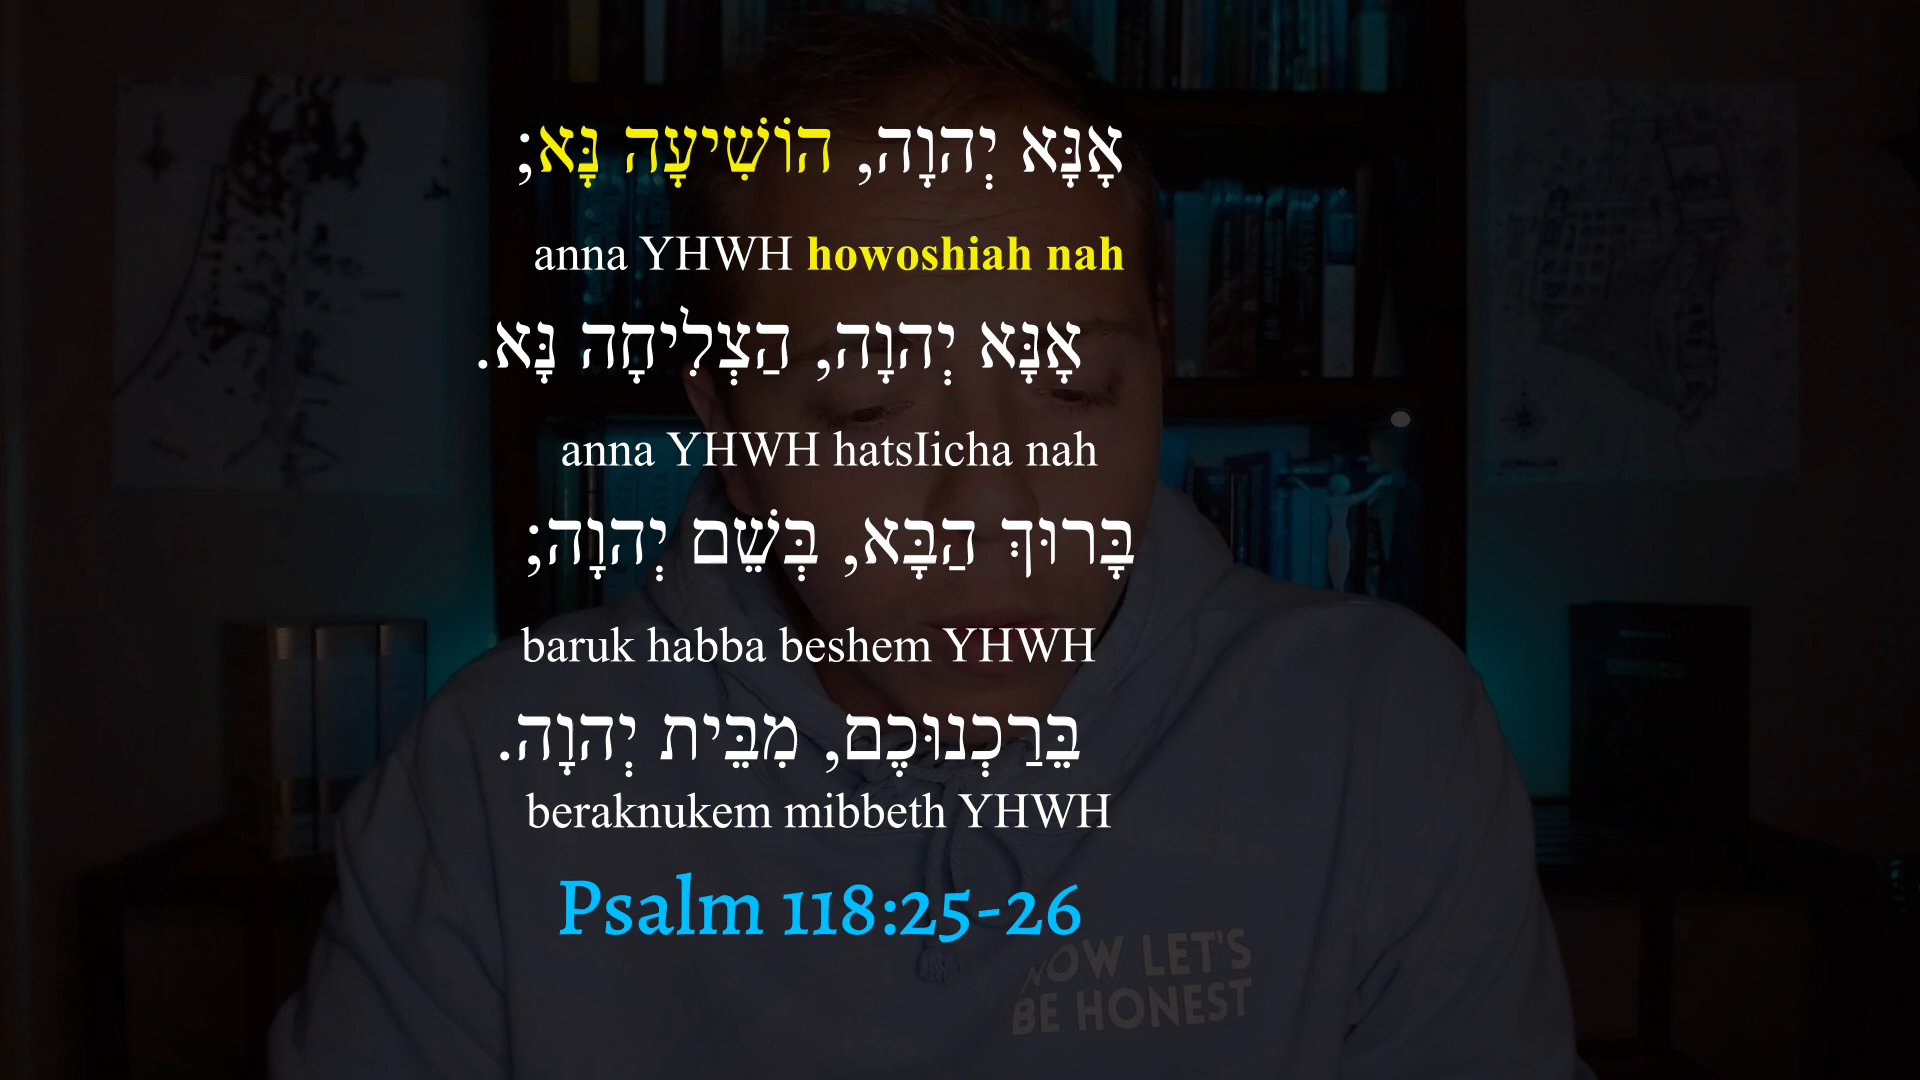 אָנָּא יְהוָה, הוֹשִׁיעָה נָּא;
anna YHWH howoshiah nah
אָנָּא יְהוָה, הַצְלִיחָה נָּא.
anna YHWH hatsIicha nah
בָּרוּךְ הַבָּא, בְּשֵׁם יְהוָה;
baruk habba beshem YHWH
בֵּרַכְנוּכֶם, מִבֵּית יְהוָה.
beraknukem mibbeth YHWH
Psalm 118:25-26
NOW LET'S
BE HONEST